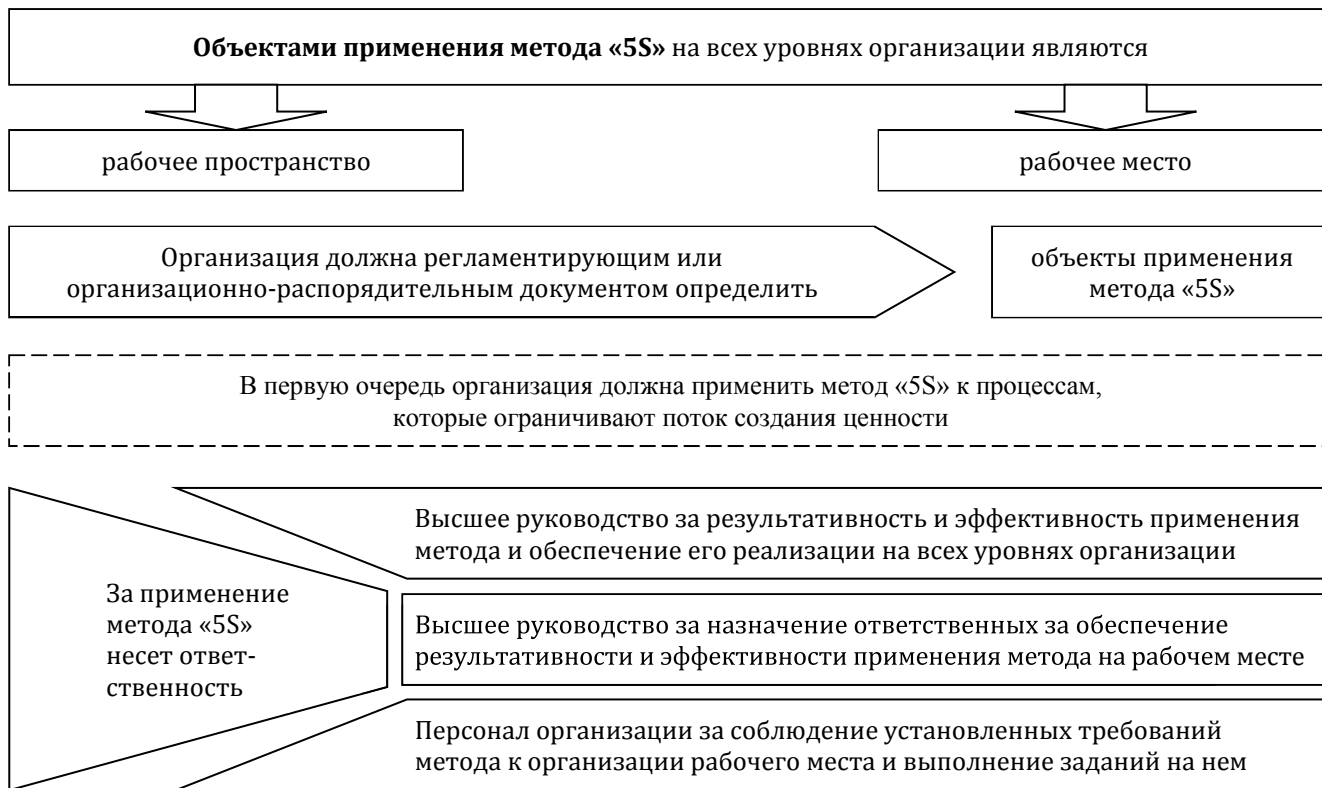 Объектами применения метода «5S» на всех уровнях организации являются
рабочее пространство
рабочее место
Организация должна регламентирующим или
организационно-распорядительным документом определить
объекты применения
метода «5S»
В первую очередь организация должна применить метод «5S» к процессам,
которые ограничивают поток создания ценности
За применение
метода «5S»
несет ответ-
ственность
Высшее руководство за результативность и эффективность применения
метода и обеспечение его реализации на всех уровнях организации
Высшее руководство за назначение ответственных за обеспечение
результативности и эффективности применения метода на рабочем месте
Персонал организации за соблюдение установленных требований
метода к организации рабочего места и выполнение заданий на нем